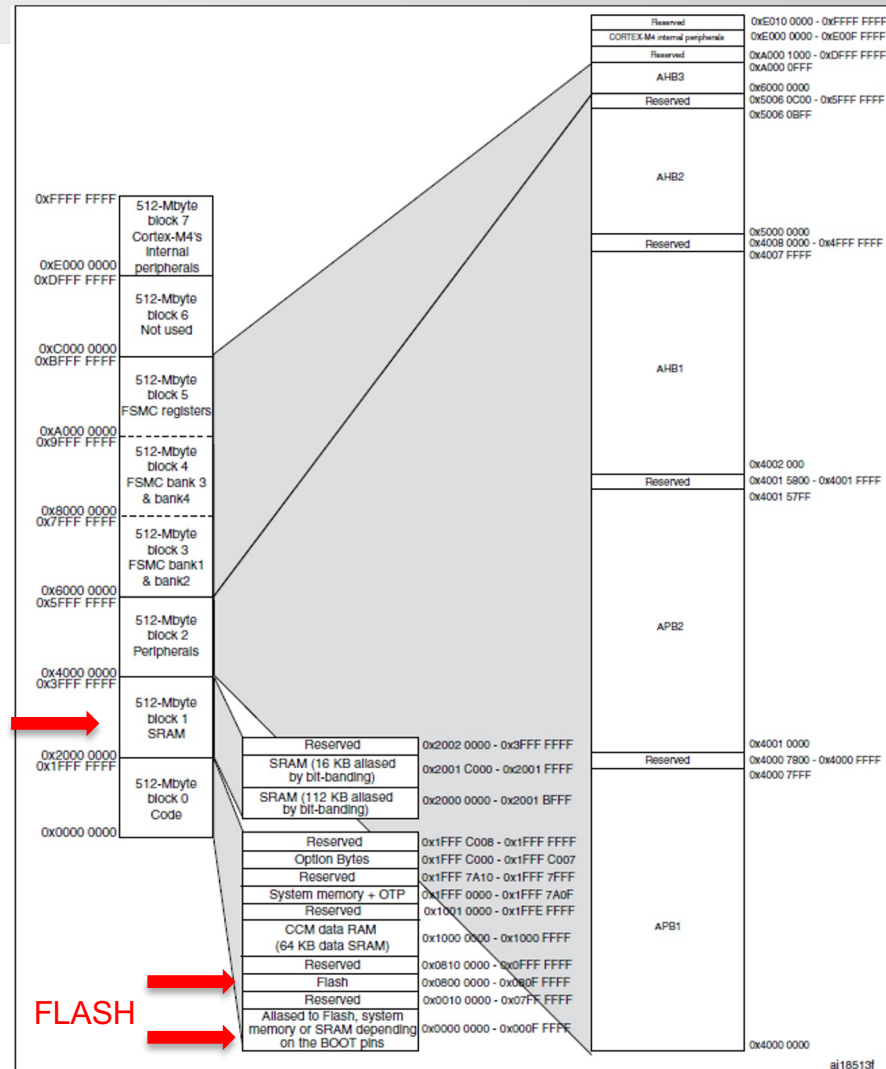 0xFFFF FFFF
512-Mbyte
block 7
Cortex-M4's
internal
peripherals
0xE000 0000
0xDFFF FFFF
512-Mbyte
block 6
Not used
0xC000 0000
0xBFFF FFFF
512-Mbyte
block 5
FSMC registers
0xA000 0000
0x9FFF FFFF
512-Mbyte
block 4
FSMC bank 3
& bank4
0x8000 0000
0x7FFF FFFF
512-Mbyte
block 3
FSMC bank1
& bank2
0x6000 0000
0x5FFF FFFF
512-Mbyte
block 2
Peripherals
0x4000 0000
0x3FFF FFFF
512-Mbyte
block 1
SRAM
0x2000 0000
0x1FFF FFFF
512-Mbyte
block 0
Code
0x0000 0000
FLASH
Reserved 0x2002 0000 - 0x3FFF FFFF
SRAM (16 KB aliased
by bit-banding) 0x2001 C000 - 0x2001 FFFF
SRAM (112 KB aliased
by bit-banding) 0x2000 0000 - 0x2001 BFFF
Reserved 0x1FFF C008 - 0x1FFF FFFF
Option Bytes 0x1FFF C000 - 0x1FFF C007
Reserved 0x1FFF 7A10 - 0x1FFF 7FFF
System memory + OTP 0x1FFF 0000 - 0x1FFF 7A0F
Reserved 0x1001 0000 - 0x1FFE FFFF
CCM data RAM
(64 KB data SRAM) 0x1000 0000 - 0x1000 FFFF
Reserved 0x0810 0000 - 0x0FFF FFFF
Flash 0x0800 0000 - 0x080F FFFF
Reserved 0x0010 0000 - 0x07FF FFFF
Aliased to Flash, system
memory or SRAM depending 0x0000 0000 - 0x000F FFFF
on the BOOT pins
Reserved 0xE010 0000 - 0xFFFF FFFF
CORTEX-M4 internal peripherals 0xE000 0000 - 0xE00F FFFF
Reserved 0xA000 1000 - 0xDFFF FFFF
0xA000 0FFF
AHB3
0x6000 0000
Reserved 0x5006 0C00 - 0x5FFF FFFF
0x5006 0BFF
AHB2
0x5000 0000
Reserved 0x4008 0000 - 0x4FFF FFFF
0x4007 FFFF
AHB1
0x4002 000
Reserved 0x4001 5800 - 0x4001 FFFF
0x4001 57FF
APB2
0x4001 0000
Reserved 0x4000 7800 - 0x4000 FFFF
0x4000 7FFF
APB1
0x4000 0000
ai18513f